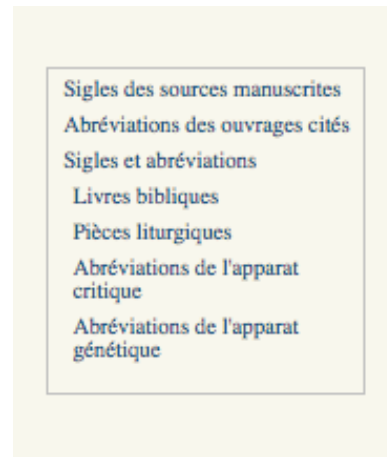 Sigles des sources manuscrites
Abréviations des ouvrages cités
Sigles et abréviations
Livres bibliques
Pièces liturgiques
Abréviations de l'apparat
critique
Abréviations de l'apparat
génétique